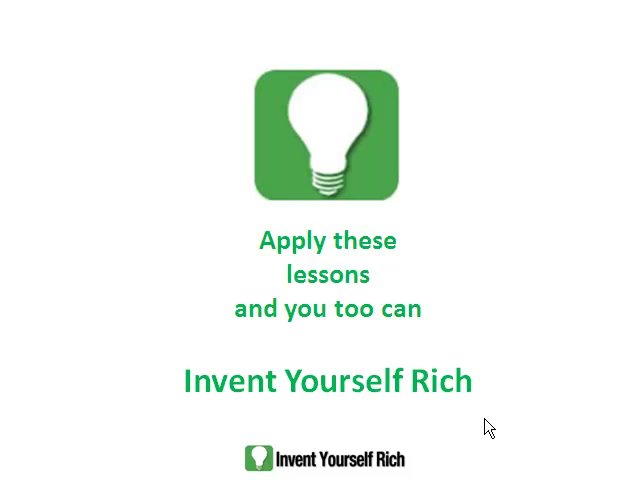 Apply these
lessons
and you too can
Invent Yourself Rich
Invent Yourself Rich